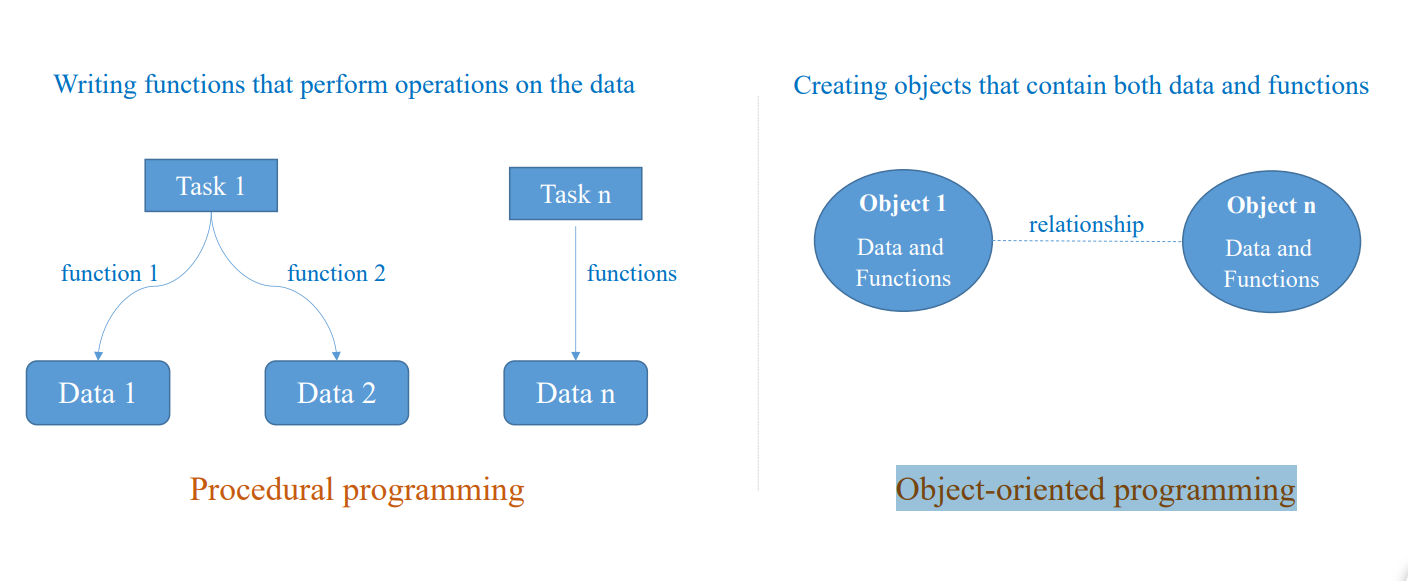 Writing functions that perform operations on the data
Task 1
Task n
function 1
function 2
functions
Data 1
Data 2
Data n
Procedural programming
Creating objects that contain both data and functions
Object 1
Data and
Functions
relationship
Object n
Data and
Functions
Object-oriented programming